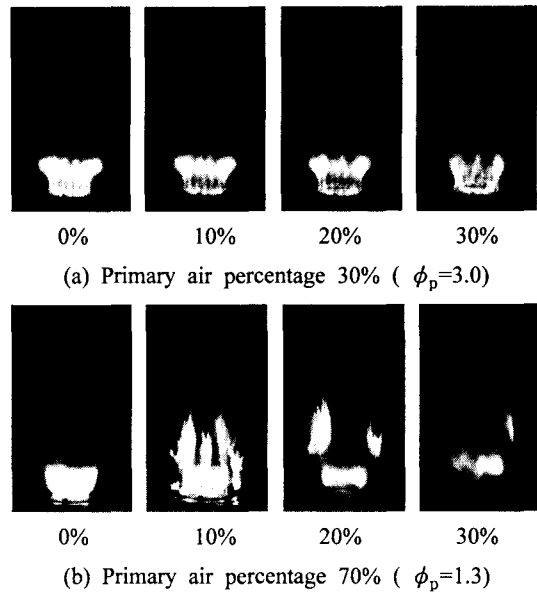 0% 10% 20% 30%
(a) Primary air percentage 30% ( ϕp=3.0)
0% 10% 20% 30%
(b) Primary air percentage 70% ( ϕp=1.3)